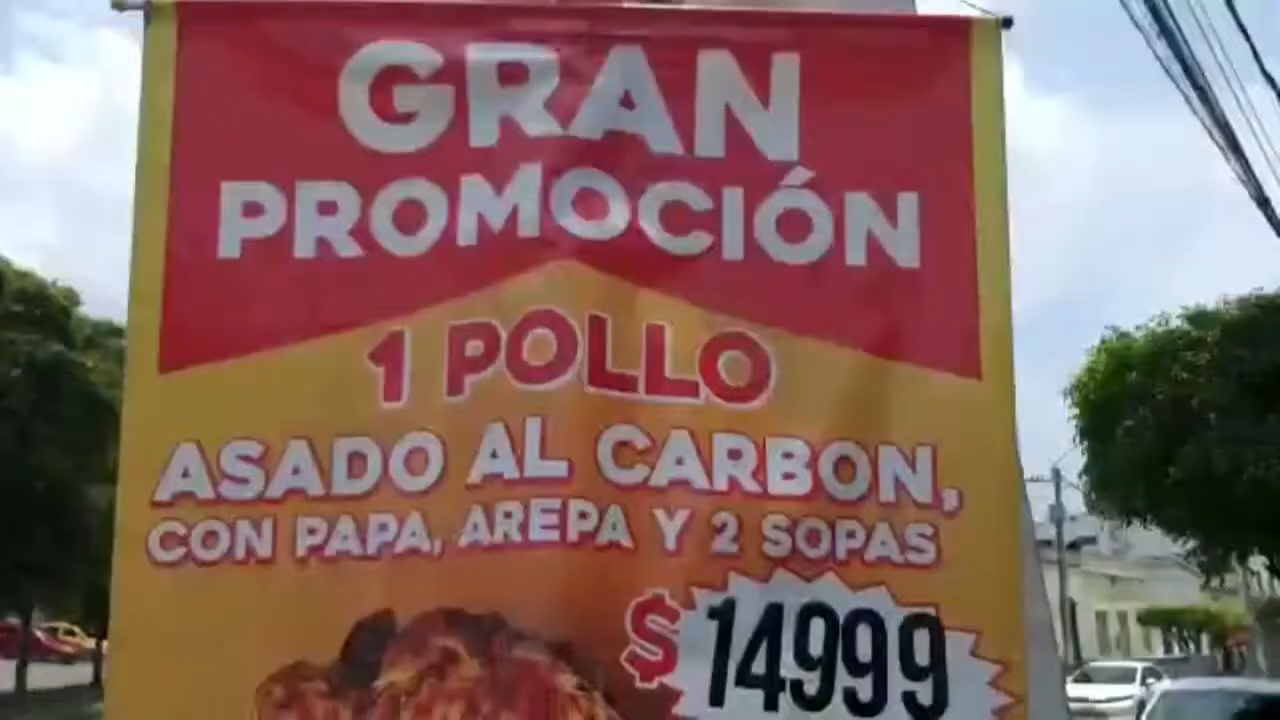 GRAN
PROMOCIÓN
1 POLLO
ASADO AL CARBON,
CON PAPA, AREPA Y 2 SOPAS
$14999